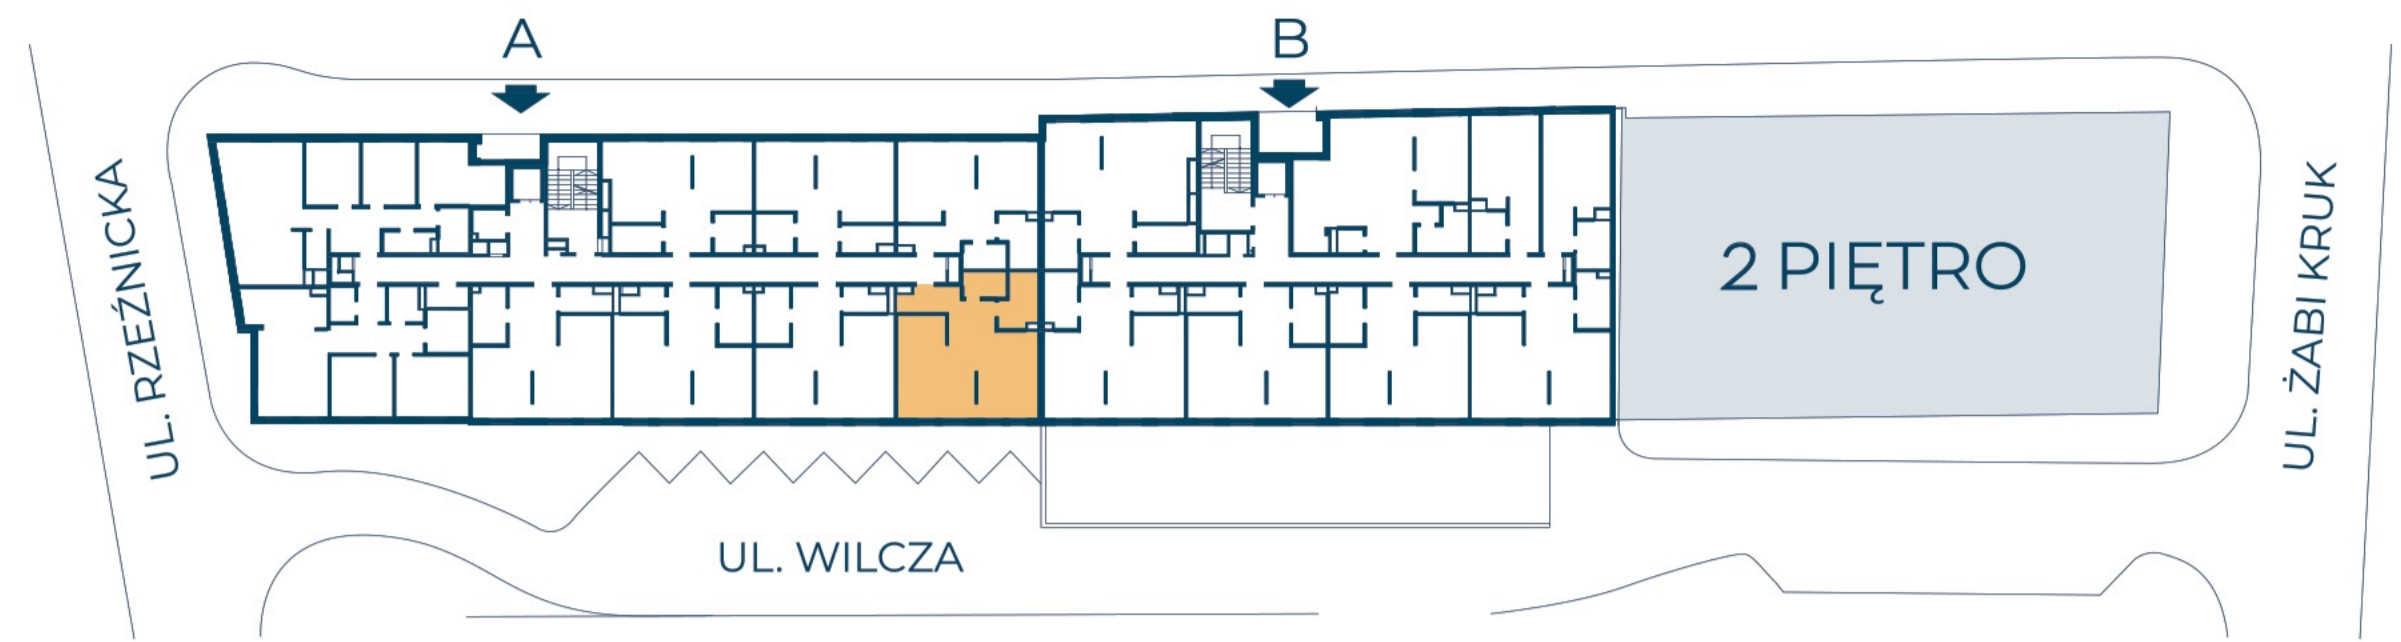 A
B
UL. RZEŹNICKA
2 PIĘTRO
UL. ŻABI KRUK
UL. WILCZA